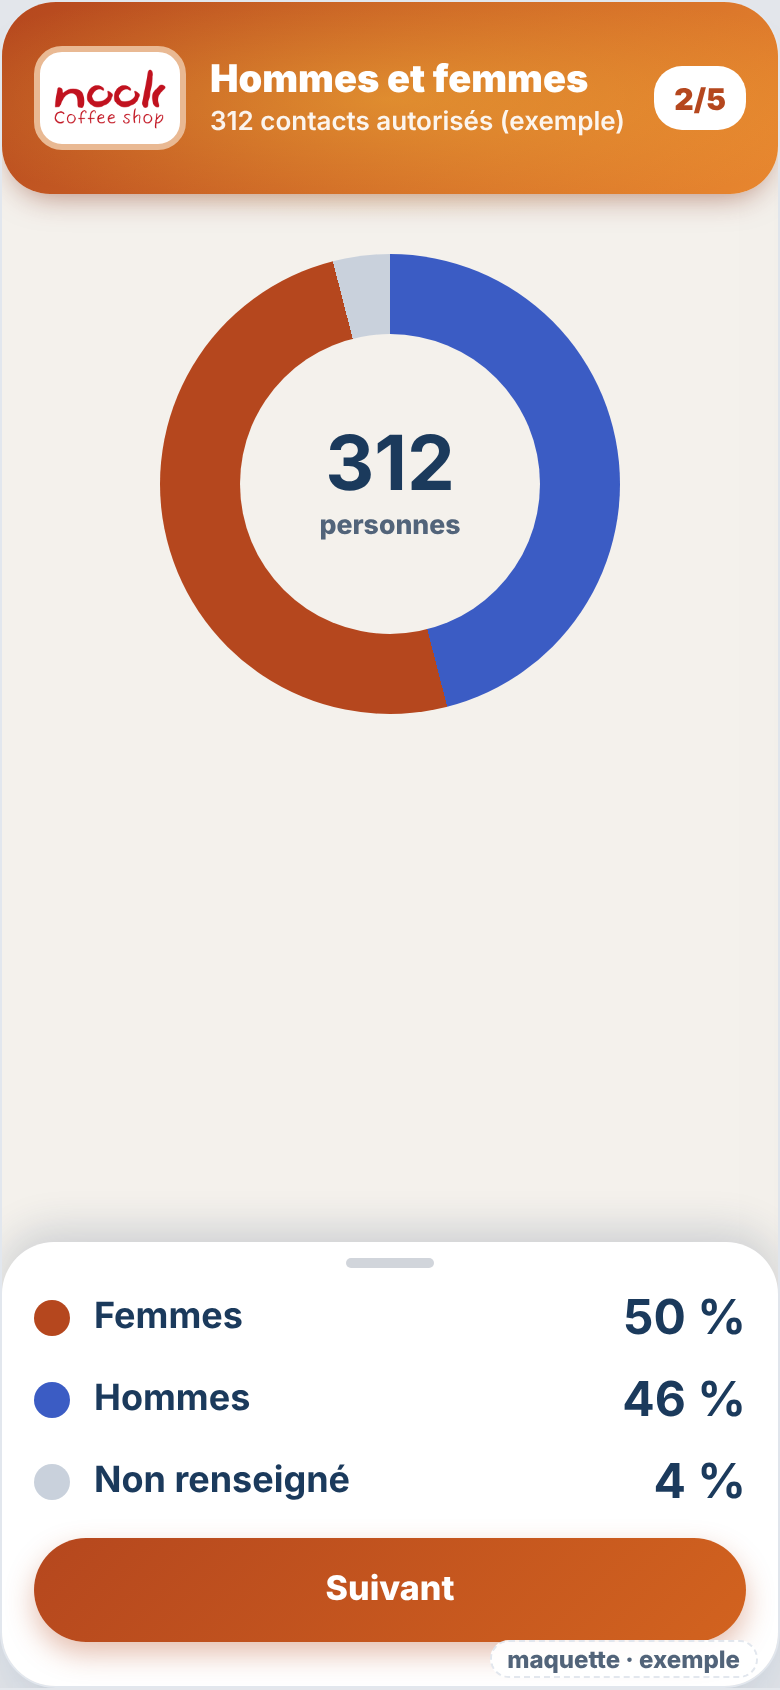 nook
Coffee shop
Hommes et femmes
312 contacts autorisés (exemple)
2/5
312
personnes
Femmes 50 %
Hommes 46 %
Non renseigné 4 %
Suivant
maquette · exemple